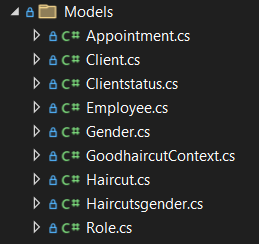 Models
C# Appointment.cs
C# Client.cs
C# Clientstatus.cs
C# Employee.cs
C# Gender.cs
C# GoodhaircutContext.cs
C# Haircut.cs
C# Haircutsgender.cs
C# Role.cs